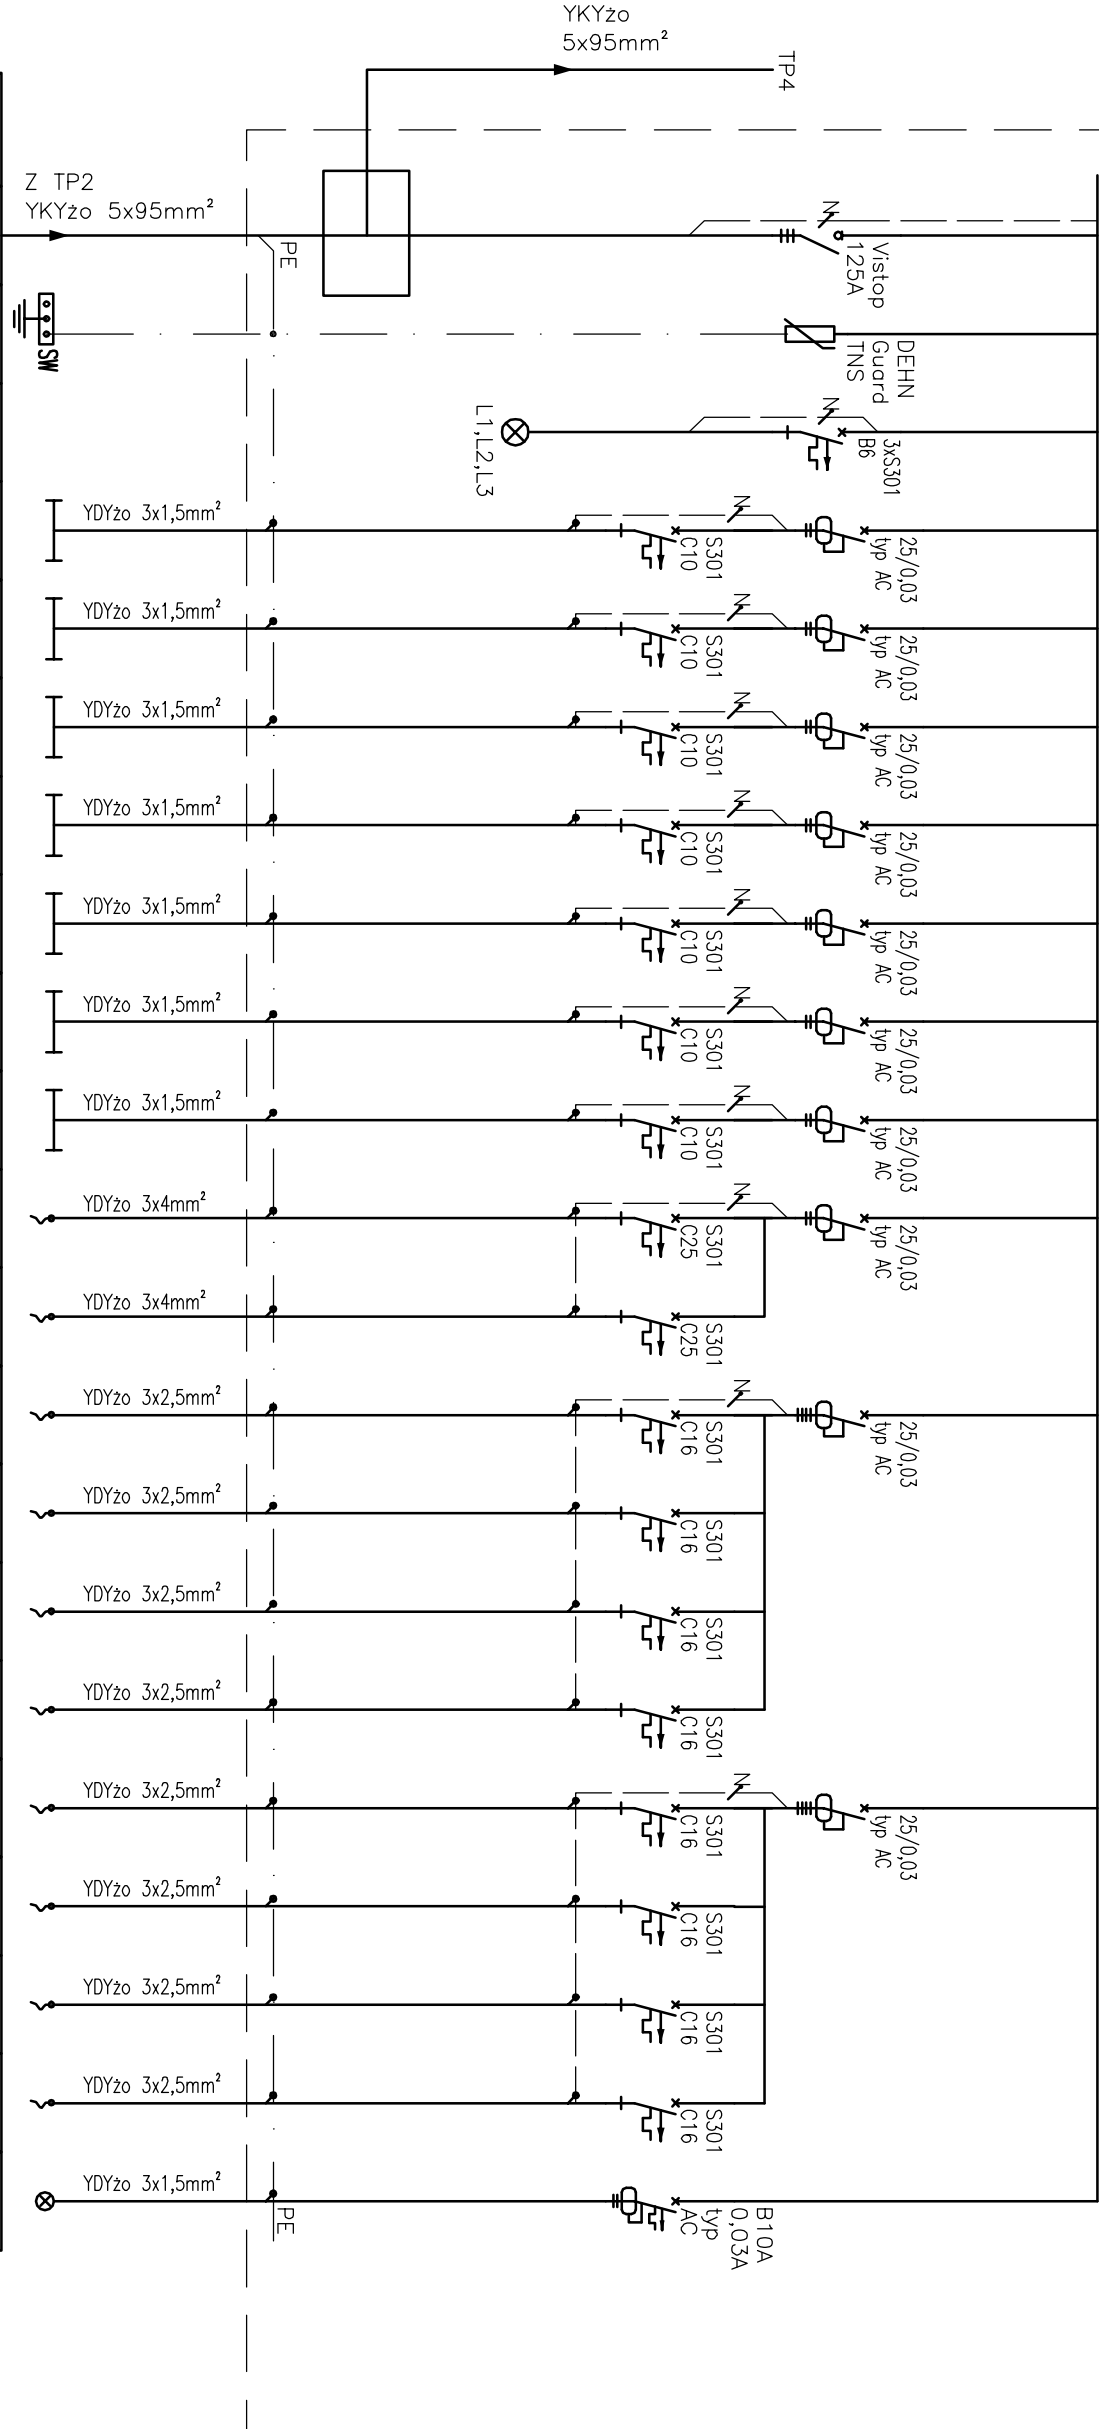 YKYżo
5x95mm²
TP4
Z TP2
YKYżo 5x95mm²
PE
N
Vistop
125A
SW
DEHN
Guard
TNS
L1,L2,L3
N
3xS301
B6
YDYżo 3x1,5mm²
N
S301
C10
25/0,03
typ AC
YDYżo 3x1,5mm²
N
S301
C10
25/0,03
typ AC
YDYżo 3x1,5mm²
N
S301
C10
25/0,03
typ AC
YDYżo 3x1,5mm²
N
S301
C10
25/0,03
typ AC
YDYżo 3x1,5mm²
N
S301
C10
25/0,03
typ AC
YDYżo 3x1,5mm²
N
S301
C10
25/0,03
typ AC
YDYżo 3x1,5mm²
N
S301
C10
25/0,03
typ AC
YDYżo 3x4mm²
N
S301
C25
25/0,03
typ AC
YDYżo 3x4mm²
S301
C25
YDYżo 3x2,5mm²
N
S301
C16
25/0,03
typ AC
YDYżo 3x2,5mm²
S301
C16
YDYżo 3x2,5mm²
S301
C16
YDYżo 3x2,5mm²
S301
C16
YDYżo 3x2,5mm²
N
S301
C16
25/0,03
typ AC
YDYżo 3x2,5mm²
S301
C16
YDYżo 3x2,5mm²
S301
C16
YDYżo 3x2,5mm²
S301
C16
YDYżo 3x1,5mm²
PE
B10A
0,03A
typ
AC